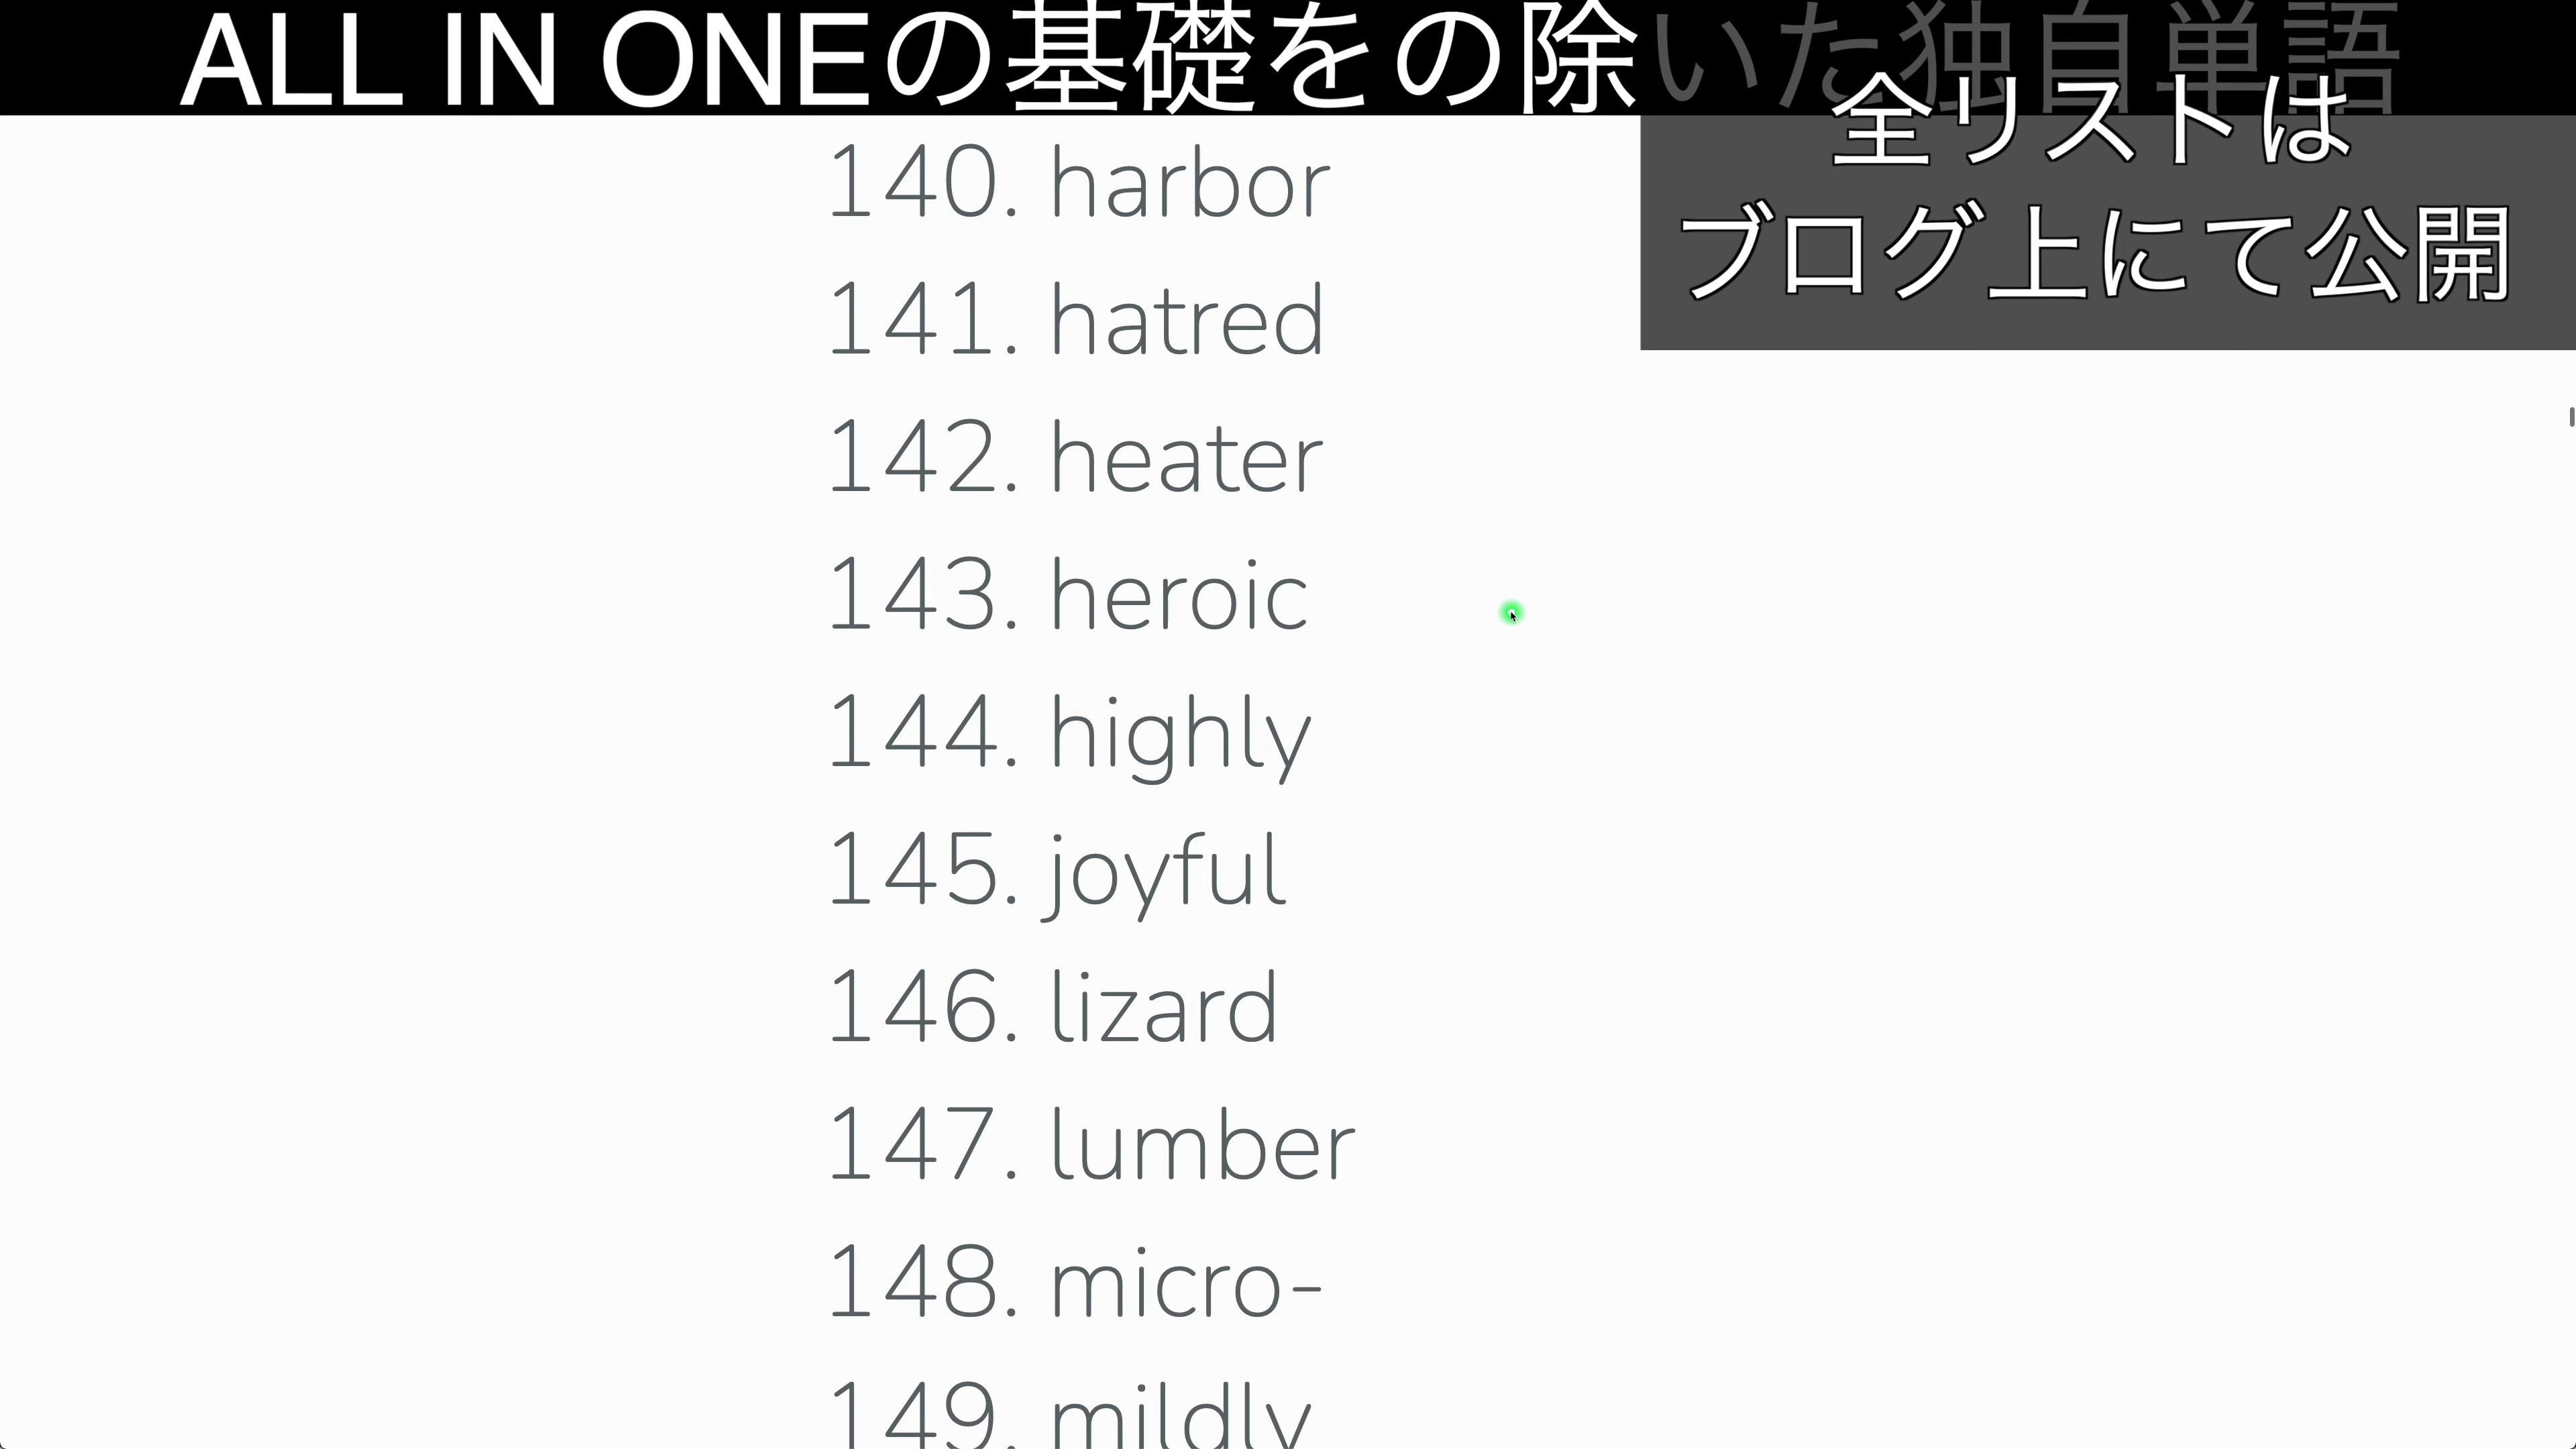 ALL IN ONEの基礎をの除いた独自単語
全リストは
ブログ上にて公開
140. harbor
141. hatred
142. heater
143. heroic
144. highly
145. joyful
146. lizard
147. lumber
148. micro-
149. mildly